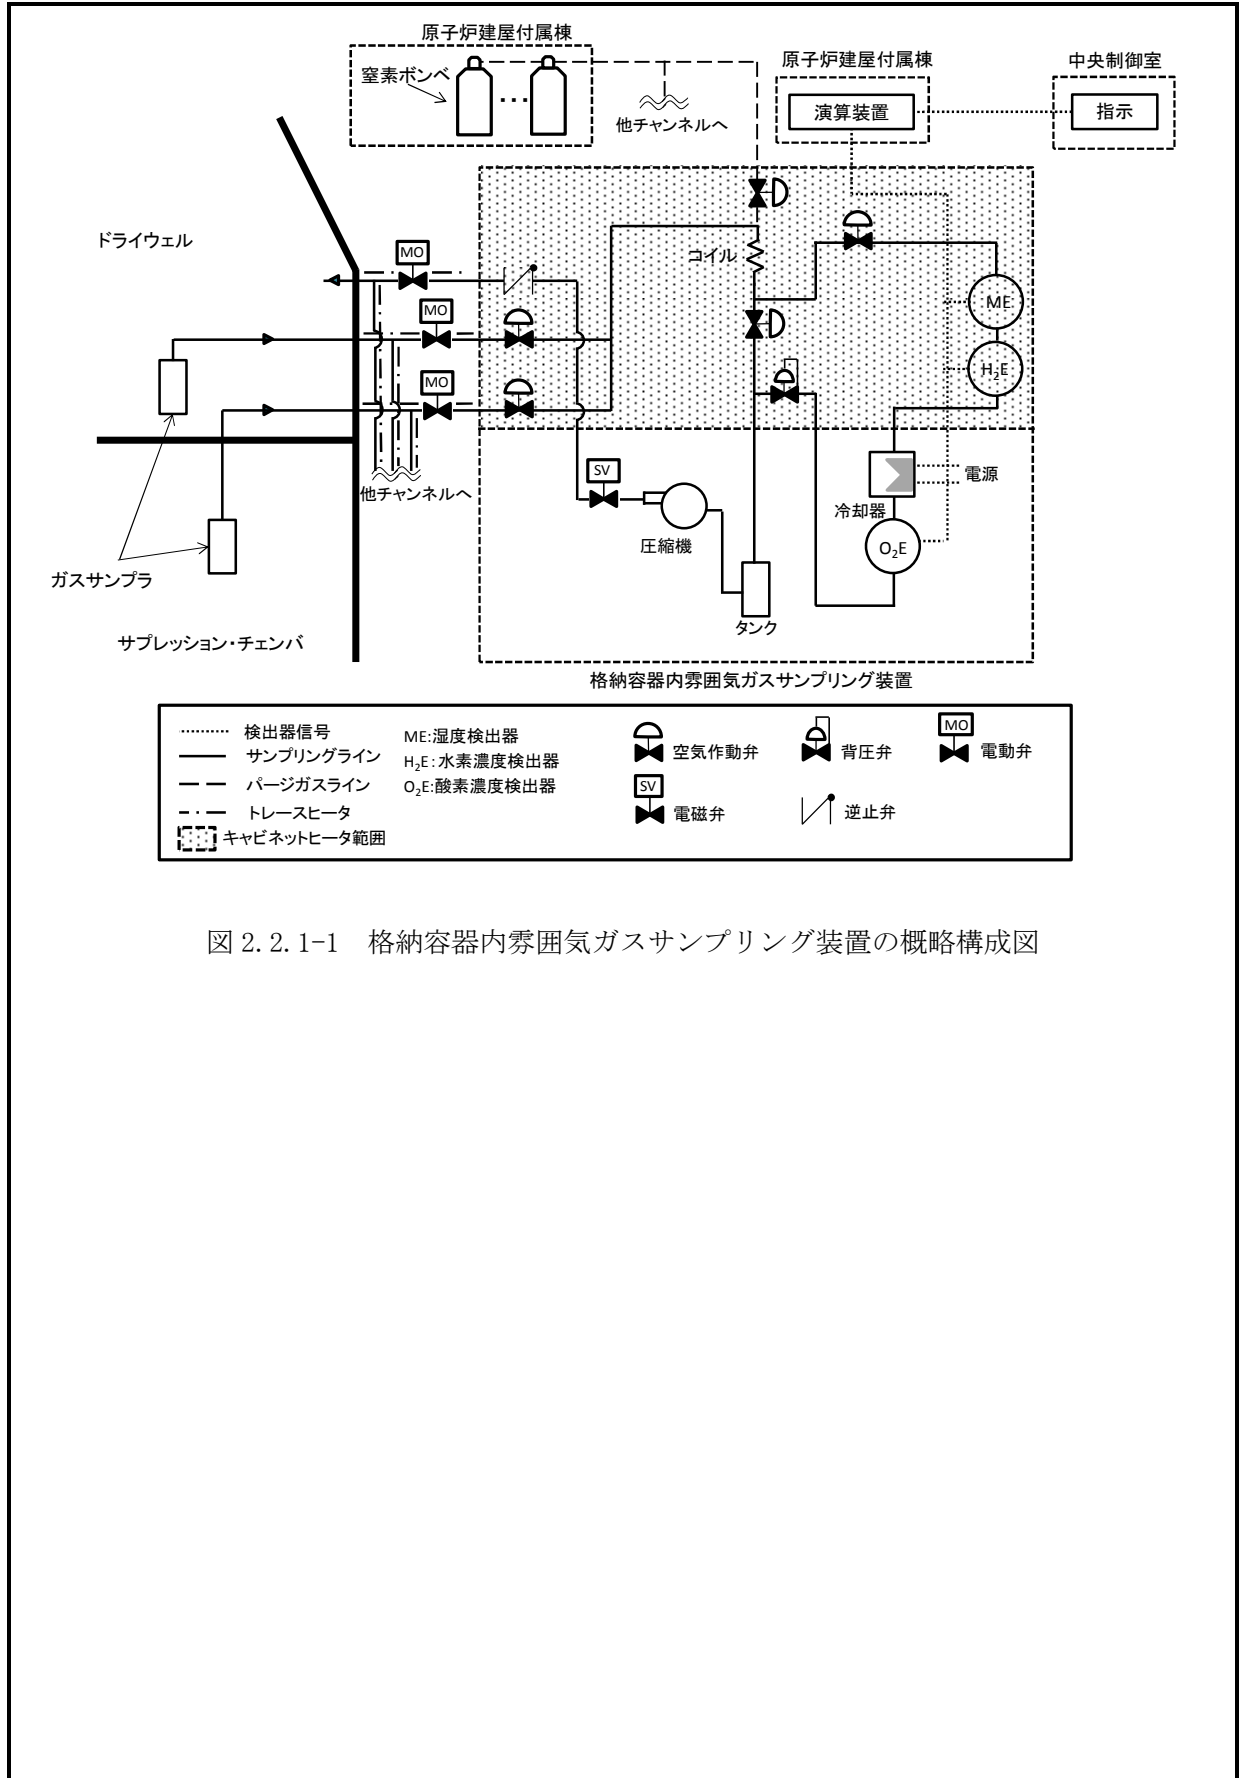 原子炉建屋付属棟
窒素ボンベ
他チャンネルへ
原子炉建屋付属棟
演算装置
中央制御室
指示
ドライウェル
MO
MO
MO
コイル
ME
H2E
他チャンネルへ
SV
圧縮機
タンク
電源
冷却器
O2E
ガスサンプラ
サプレッション・チェンバ
格納容器内雰囲気ガスサンプリング装置
検出器信号
サンプリングライン
パージガスライン
トレースヒータ
キャビネットヒータ範囲
ME:湿度検出器
H2E:水素濃度検出器
O2E:酸素濃度検出器
空気作動弁
SV
電磁弁
背圧弁
逆止弁
MO
電動弁
図 2.2.1-1 格納容器内雰囲気ガスサンプリング装置の概略構成図